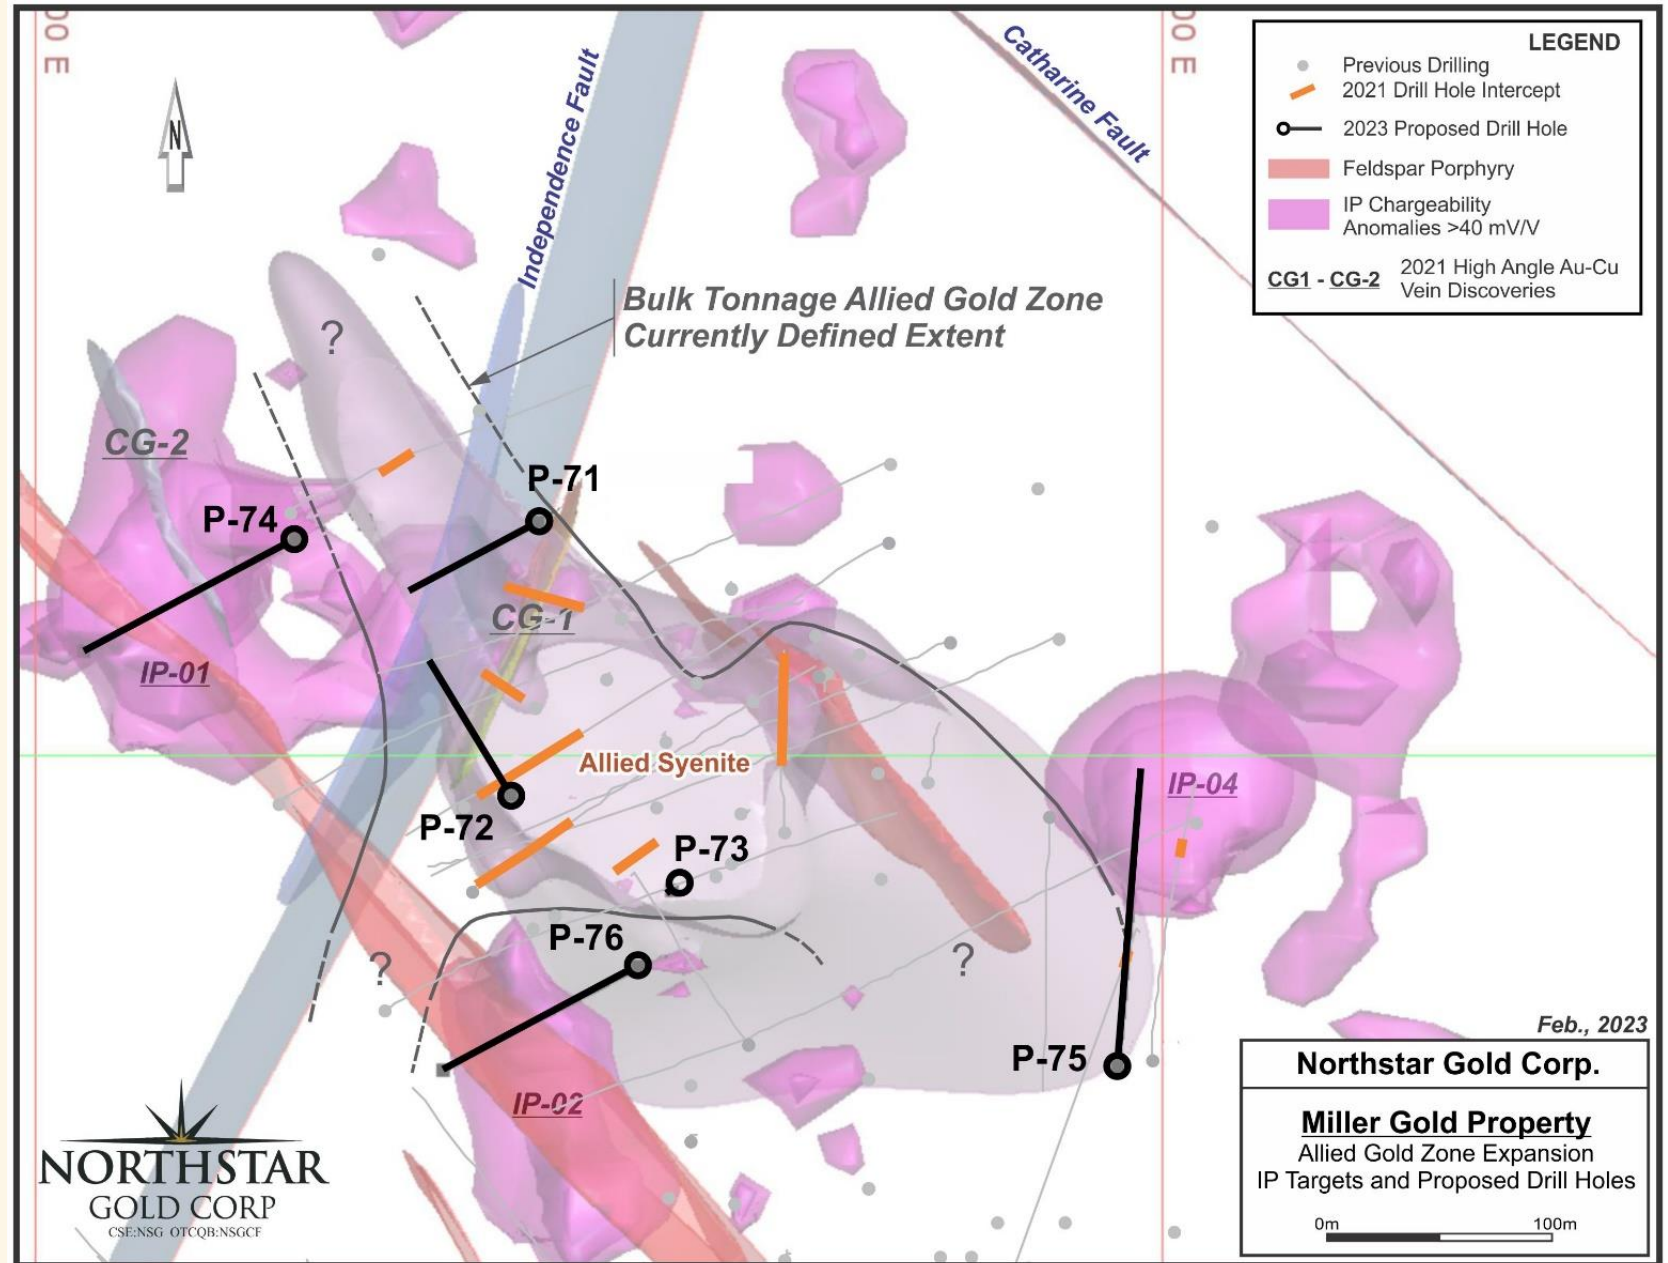 00 E
00 E
N
Independence Fault
Catharine Fault
LEGEND
Previous Drilling
2021 Drill Hole Intercept
2023 Proposed Drill Hole
Feldspar Porphyry
IP Chargeability
Anomalies >40 mV/V
CG1 - CG-2
2021 High Angle Au-Cu
Vein Discoveries
Bulk Tonnage Allied Gold Zone
Currently Defined Extent
?
CG-2
P-71
P-74
CG-1
IP-01
Allied Syenite
IP-04
P-72
P-73
P-76
?
?
P-75
IP-02
Feb., 2023
Northstar Gold Corp.
Miller Gold Property
Allied Gold Zone Expansion
IP Targets and Proposed Drill Holes
0m
100m
NORTHSTAR
GOLD CORP
CSE:NSG OTCQB:NSGCF